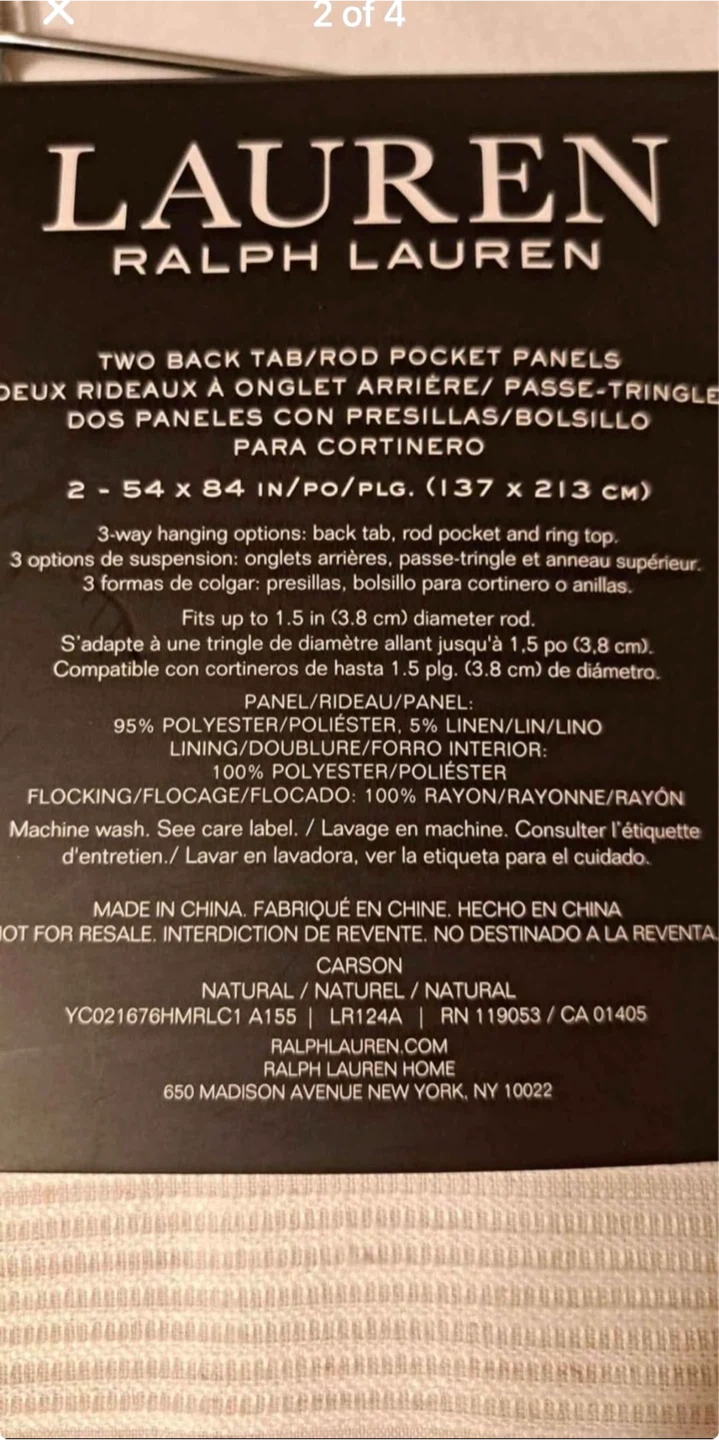 2 of 4
LAUREN
RALPH LAUREN
TWO BACK TAB/ROD POCKET PANELS
DEUX RIDEAUX À ONGLET ARRIÈRE/ PASSE-TRINGLE
DOS PANELES CON PRESILLAS/BOLSILLO
PARA CORTINERO
2 - 54 x 84 IN/PO/PLG. (137 x 213 CM)
3-way hanging options: back tab, rod pocket and ring top.
3 options de suspension: onglets arrières, passe-tringle et anneau supérieur.
3 formas de colgar: presillas, bolsillo para cortinero o anillas.
Fits up to 1.5 in (3.8 cm) diameter rod.
S'adapte à une tringle de diamètre allant jusqu'à 1,5 po (3,8 cm).
Compatible con cortineros de hasta 1.5 plg. (3.8 cm) de diámetro.
PANEL/RIDEAU/PANEL:
95% POLYESTER/POLIÉSTER, 5% LINEN/LIN/LINO
LINING/DOUBLURE/FORRO INTERIOR:
100% POLYESTER/POLIÉSTER
FLOCKING/FLOCAGE/FLOCADO: 100% RAYON/RAYONNE/RAYÓN
Machine wash. See care label. / Lavage en machine. Consulter l'étiquette
d'entretien./ Lavar en lavadora, ver la etiqueta para el cuidado.
MADE IN CHINA. FABRIQUÉ EN CHINE. HECHO EN CHINA
OT FOR RESALE. INTERDICTION DE REVENTE. NO DESTINADO A LA REVENTA.
CARSON
NATURAL / NATUREL / NATURAL
YC021676HMRLC1 A155 | LR124A | RN 119053 / CA 01405
RALPHLAUREN.COM
RALPH LAUREN HOME
650 MADISON AVENUE NEW YORK, NY 10022